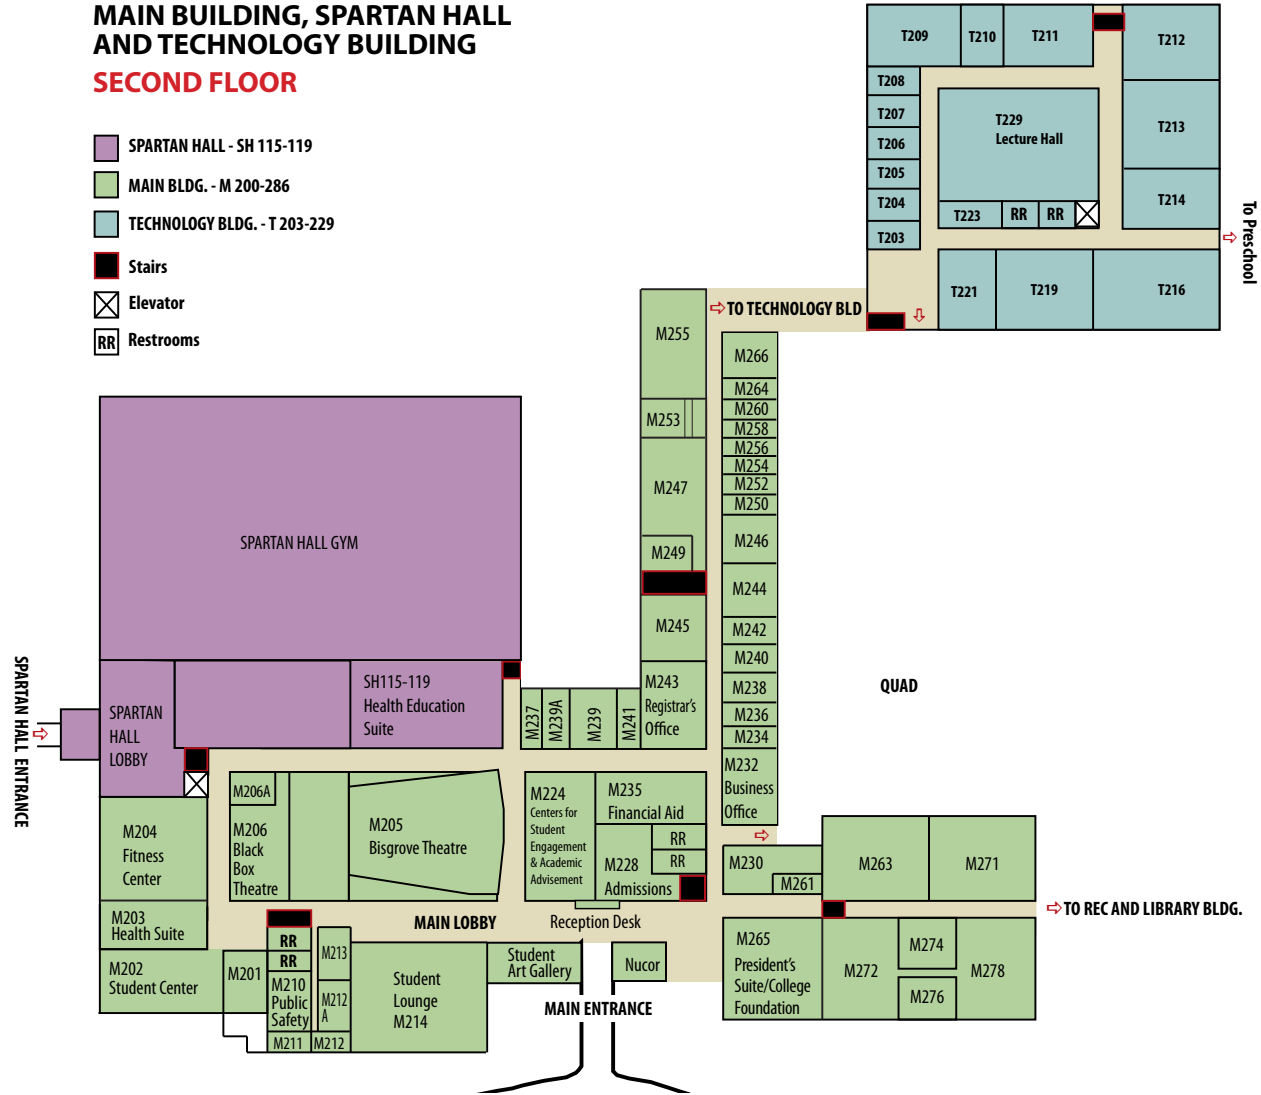 MAIN BUILDING, SPARTAN HALL
AND TECHNOLOGY BUILDING
SECOND FLOOR
SPARTAN HALL - SH 115-119
MAIN BLDG. - M 200-286
TECHNOLOGY BLDG. - T 203-229
Stairs
Elevator
RR Restrooms
T209
T210
T211
T212
T208
T207
T206
T205
T204
T203
T229
Lecture Hall
T213
T214
T223
RR
RR
To Preschool
T221
T219
T216
TO TECHNOLOGY BLD
M255
M253
M247
M249
M245
M243
Registrar's
Office
M266
M264
M260
M258
M256
M254
M252
M250
M246
M244
M242
M240
M238
M236
M234
M232
Business
Office
QUAD
SPARTAN HALL GYM
SPARTAN HALL ENTRANCE
SPARTAN
HALL
LOBBY
SH115-119
Health Education
Suite
M237
M239A
M239
M241
M204
Fitness
Center
M203
Health Suite
M202
Student Center
M201
M206A
M206
Black
Box
Theatre
M205
Bisgrove Theatre
M224
Centers for
Student
Engagement
& Academic
Advisement
M235
Financial Aid
RR
RR
M228
Admissions
M230
M261
M263
M271
TO REC AND LIBRARY BLDG.
MAIN LOBBY
Reception Desk
RR
RR
M210
Public
Safety
M211
M212
M213
M212
A
Student
Lounge
M214
Student
Art Gallery
Nucor
MAIN ENTRANCE
M265
President's
Suite/College
Foundation
M272
M274
M276
M278